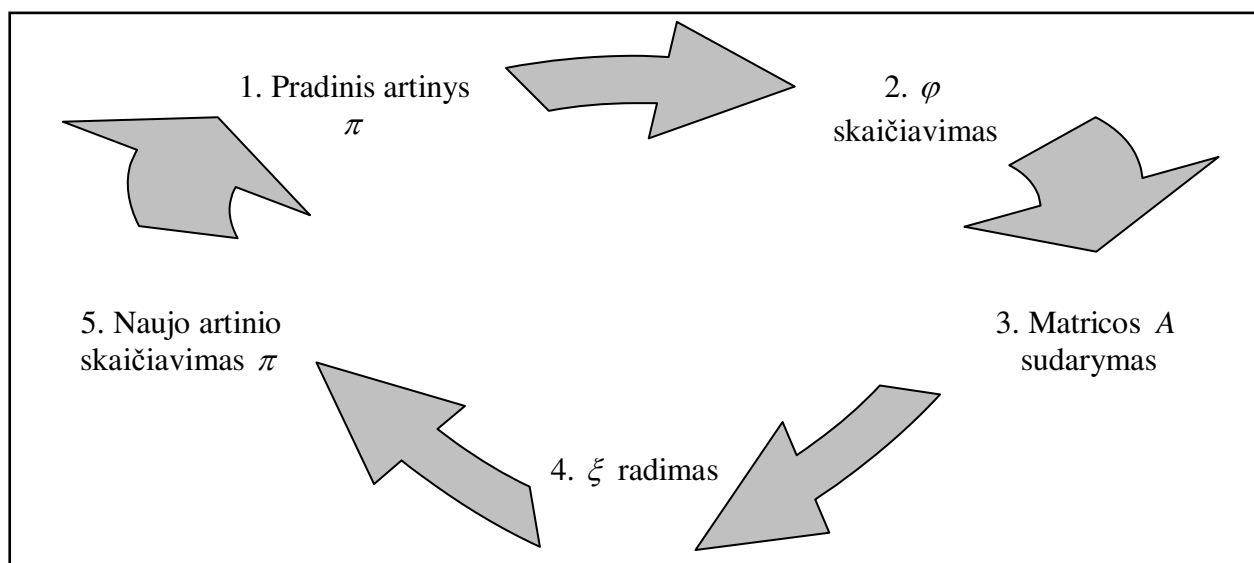 1. Pradinis artinys
π
2. φ
skaičiavimas
3. Matricos A
sudarymas
4. ξ radimas
5. Naujo artinio
skaičiavimas π